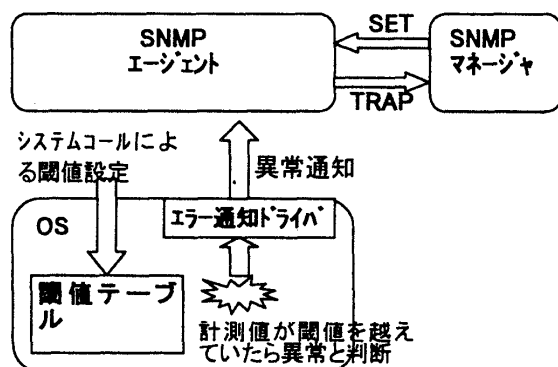 SNMP
エージェント
SET
SNMP
マネージャ
TRAP
システムコールによ
る閾値設定
異常通知
OS
エラー通知ドライバ
閾値テーブ
ル
計測値が閾値を越え
ていたら異常と判断